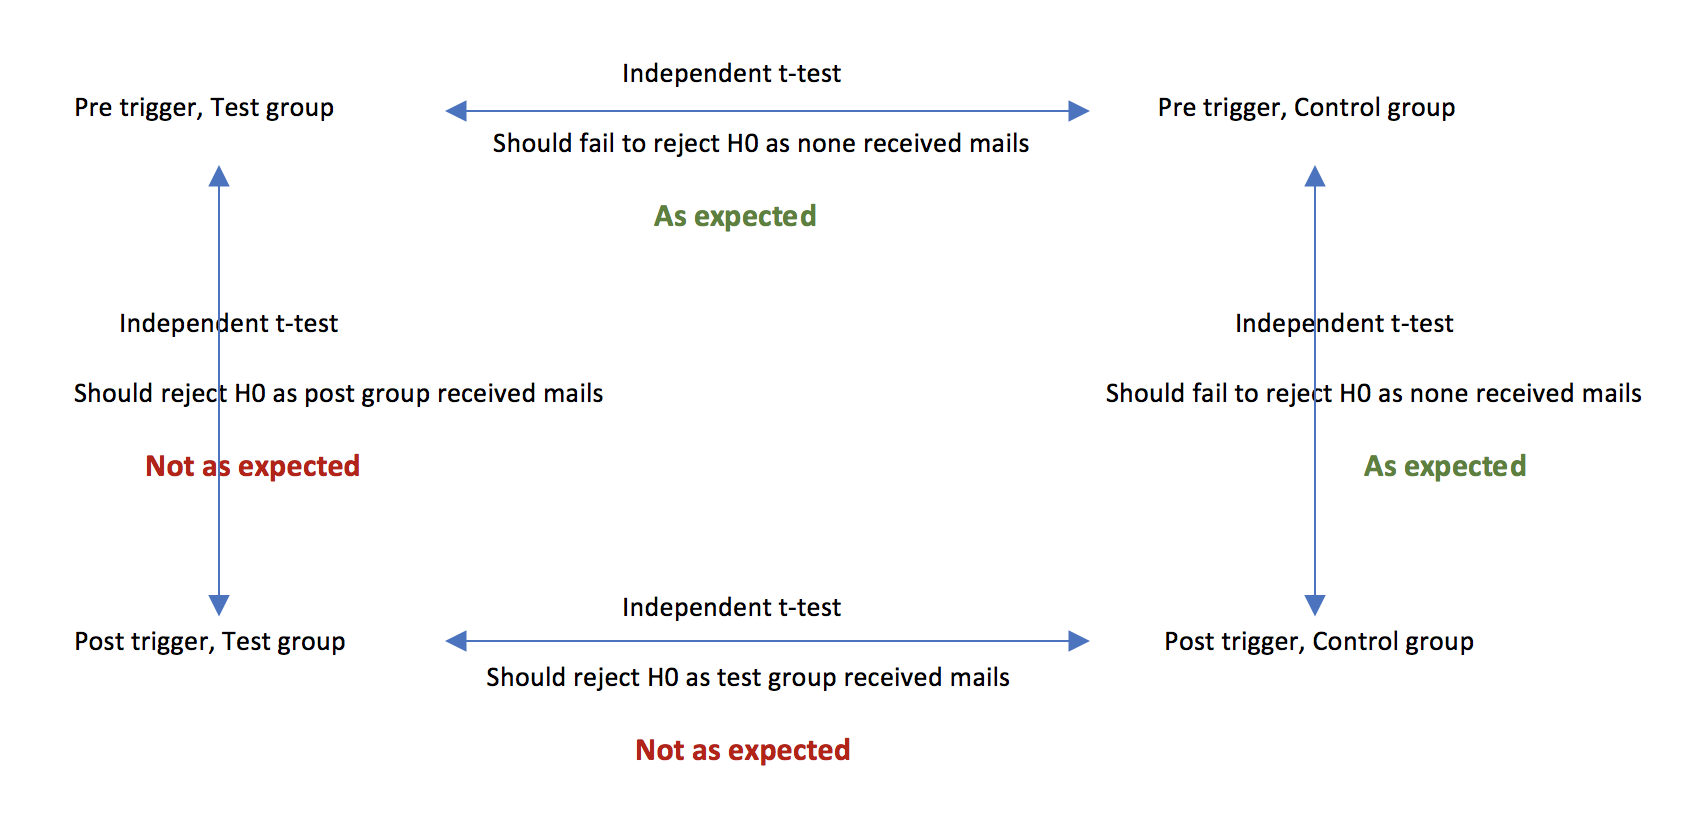 Independent t-test
Pre trigger, Test group
Pre trigger, Control group
Should fail to reject H0 as none received mails
As expected
Independent t-test
Independent t-test
Should reject H0 as post group received mails
Should fail to reject H0 as none received mails
Not as expected
As expected
Independent t-test
Post trigger, Test group
Post trigger, Control group
Should reject H0 as test group received mails
Not as expected